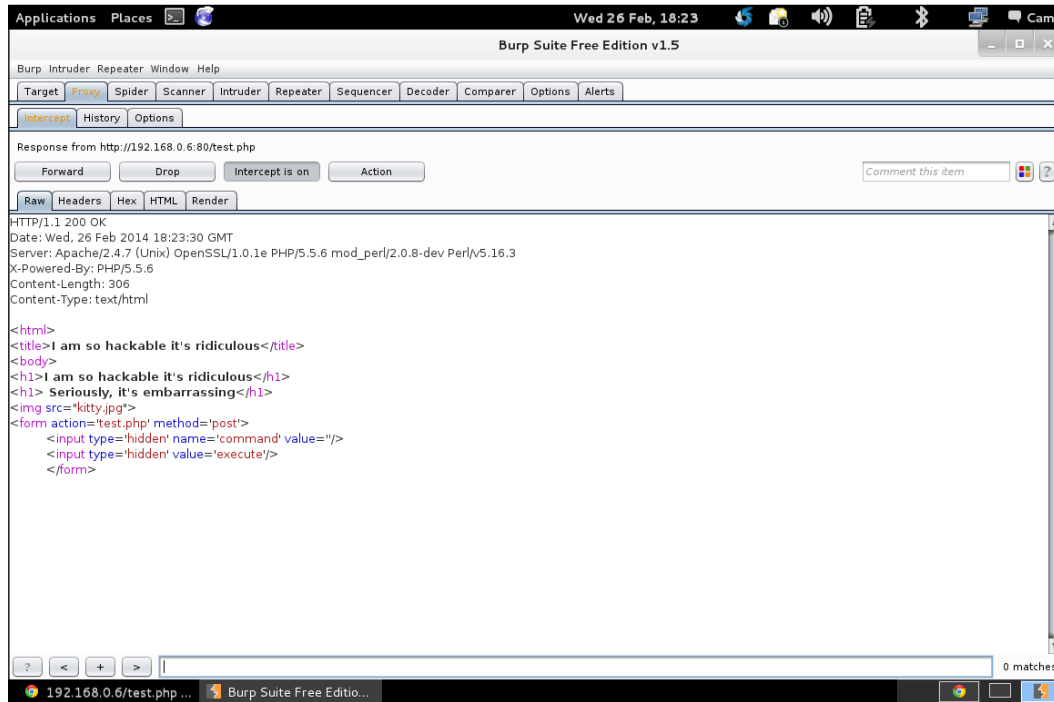 Applications Places Wed 26 Feb, 18:23 Cam
Burp Suite Free Edition v1.5
Burp Intruder Repeater Window Help
Target Proxy Spider Scanner Intruder Repeater Sequencer Decoder Comparer Options Alerts
Intercept History Options
Response from http://192.168.0.6:80/test.php
Forward Drop Intercept is on Action Comment this item ?
Raw Headers Hex HTML Render
HTTP/1.1 200 OK
Date: Wed, 26 Feb 2014 18:23:30 GMT
Server: Apache/2.4.7 (Unix) OpenSSL/1.0.1e PHP/5.5.6 mod_perl/2.0.8-dev Perl/v5.16.3
X-Powered-By: PHP/5.5.6
Content-Length: 306
Content-Type: text/html
<html>
<title>I am so hackable it's ridiculous</title>
<body>
<h1>I am so hackable it's ridiculous</h1>
<h1> Seriously, it's embarrassing</h1>
<img src="kitty.jpg">
<form action='test.php' method='post'>
<input type='hidden' name='command' value=''/>
<input type='hidden' value='execute'/>
</form>
? < + > 0 matches
192.168.0.6/test.php ... Burp Suite Free Editio...